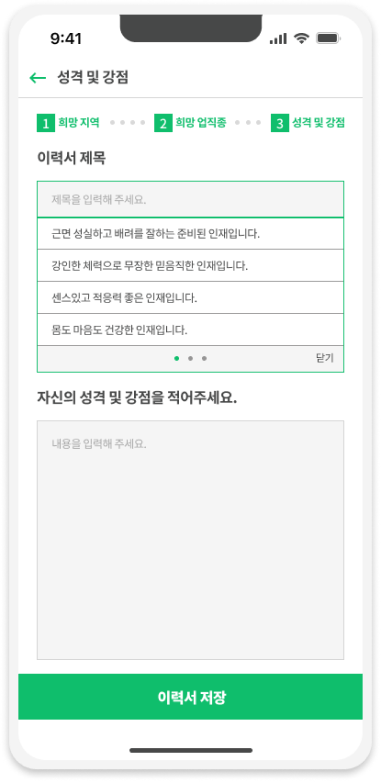 9:41
성격 및 강점
1 희망 지역 2 희망 업직종 3 성격 및 강점
이력서 제목
제목을 입력해 주세요.
근면 성실하고 배려를 잘하는 준비된 인재입니다.
강인한 체력으로 무장한 믿음직한 인재입니다.
센스있고 적응력 좋은 인재입니다.
몸도 마음도 건강한 인재입니다.
닫기
자신의 성격 및 강점을 적어주세요.
내용을 입력해 주세요.
이력서 저장